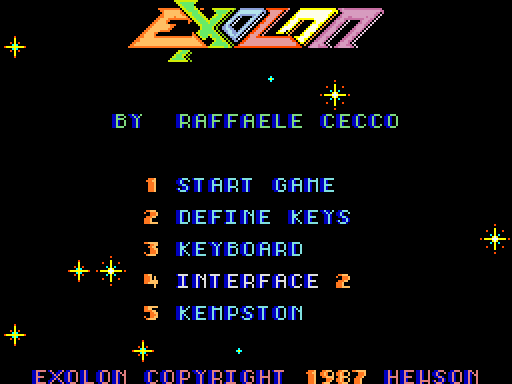 EXOLON
BY RAFFAELE CECCO
1 START GAME
2 DEFINE KEYS
3 KEYBOARD
4 INTERFACE 2
5 KEMPSTON
EXOLON COPYRIGHT 1987 HEWSON